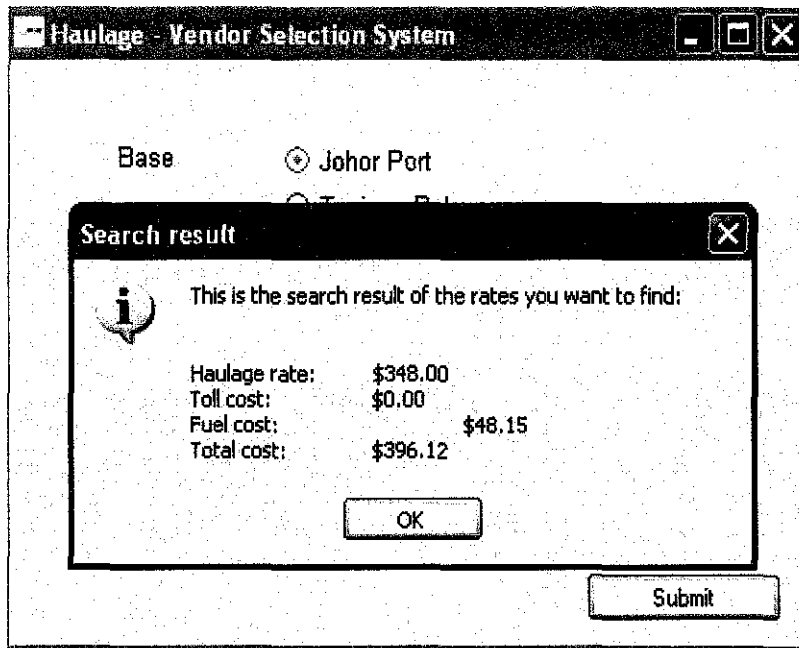 Haulage - Vendor Selection System
Base
Johor Port
Search result
This is the search result of the rates you want to find:
Haulage rate: $348.00
Toll cost: $0.00
Fuel cost: $48.15
Total cost: $396.12
OK
Submit